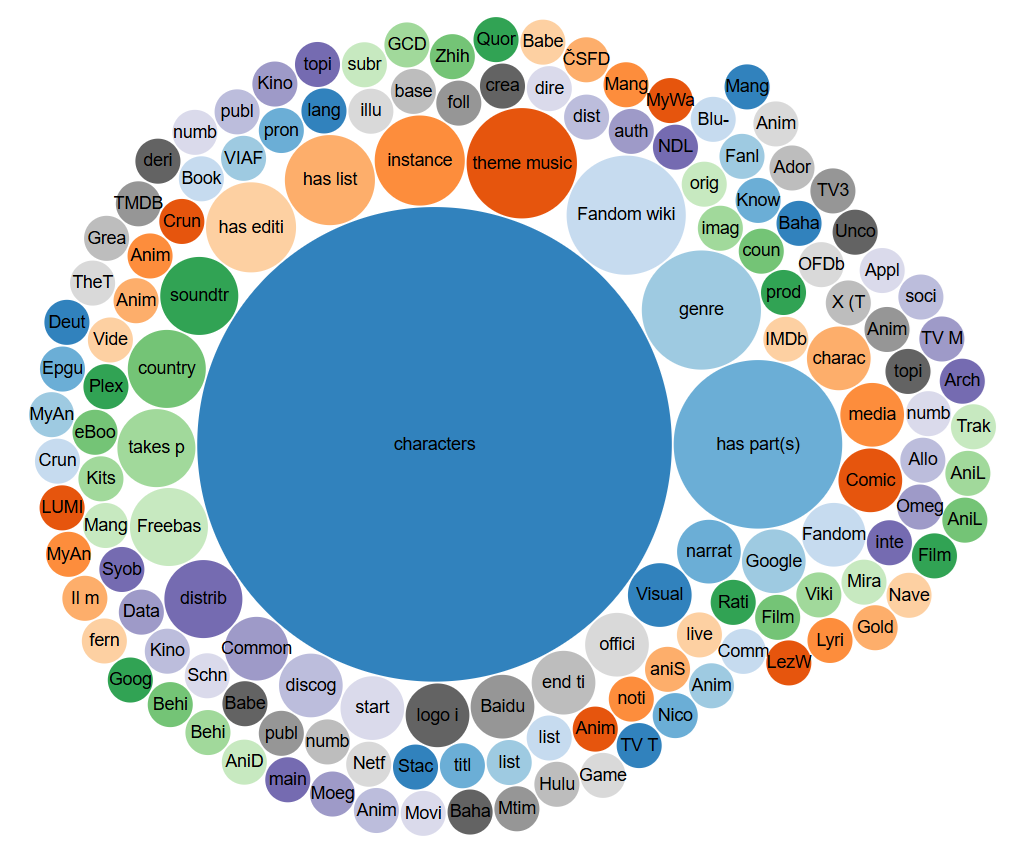 Quor
GCD
Babe
Zhih
ČSFD
topi
subr
Kino
Mang
Mang
crea
dire
base
foll
MyWa
publ
lang
illu
dist
Blu-
Anim
numb
pron
auth
NDL
deri
VIAF
Fanl
Ador
Book
has list
instance
theme music
orig
TV3
TMDB
Crun
has editi
Fandom wiki
Know
Baha
Unco
Grea
Anim
imag
coun
OFDb
Appl
TheT
Anim
soundtr
genre
prod
X (T
soci
Deut
Vide
IMDb
Anim
TV M
Epgu
Plex
country
charac
topi
Arch
MyAn
eBoo
takes p
characters
has part(s)
media
numb
Trak
Crun
Kits
Comic
Allo
AniL
LUMI
Mang
Freebas
Omeg
AniL
MyAn
Syob
narrat
Google
Fandom
inte
Film
Il m
Data
distrib
Visual
Rati
Film
Viki
Mira
Nave
fern
Kino
Common
offici
live
Comm
Lyri
Gold
Goog
Schn
discog
end ti
aniS
Anim
LezW
Behi
Babe
start
logo i
Baidu
noti
Nico
Behi
publ
numb
list
Anim
TV T
AniD
main
Netf
Stac
titl
list
Hulu
Game
Moeg
Anim
Movi
Baha
Mtim